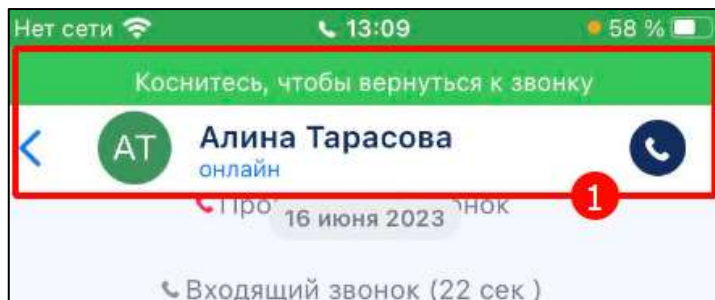 Нет сети 13:09 58 %
Коснитесь, чтобы вернуться к звонку
АТ Алина Тарасова
онлайн
1
16 июня 2023
Входящий звонок (22 сек )